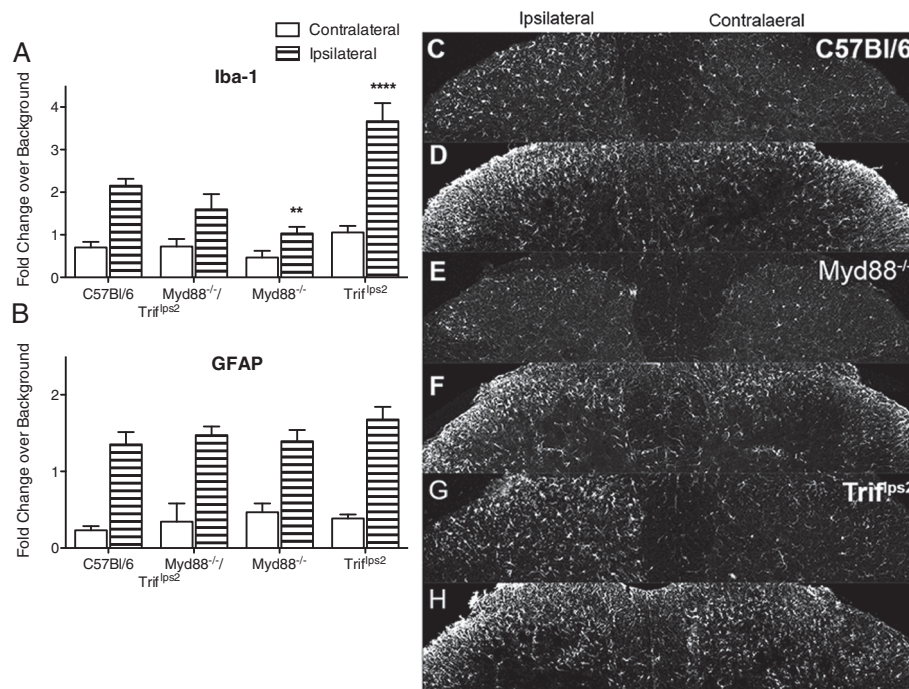 Contralateral
Ipsilateral
A
Iba-1
Fold Change over Background
4
3
2
1
0
****
**
C57Bl/6 Myd88-/-/ Myd88-/- Triflps2
Triflps2
B
GFAP
Fold Change over Background
2
1
0
C57Bl/6 Myd88-/-/ Myd88-/- Triflps2
Triflps2
Ipsilateral Contralaeral
C C57Bl/6
D
E Myd88-/-
F
G Triflps2
H